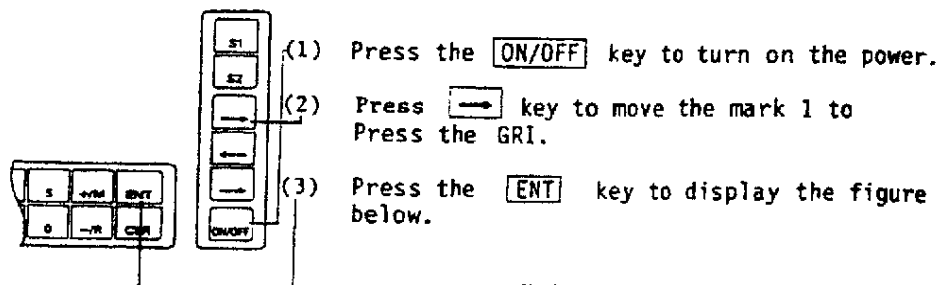 S1
S2
→
←
→
ON/OFF
5 +/M ENT
0 -/R CLR
(1) Press the ON/OFF key to turn on the power.
(2) Press → key to move the mark 1 to
Press the GRI.
(3) Press the ENT key to display the figure
below.